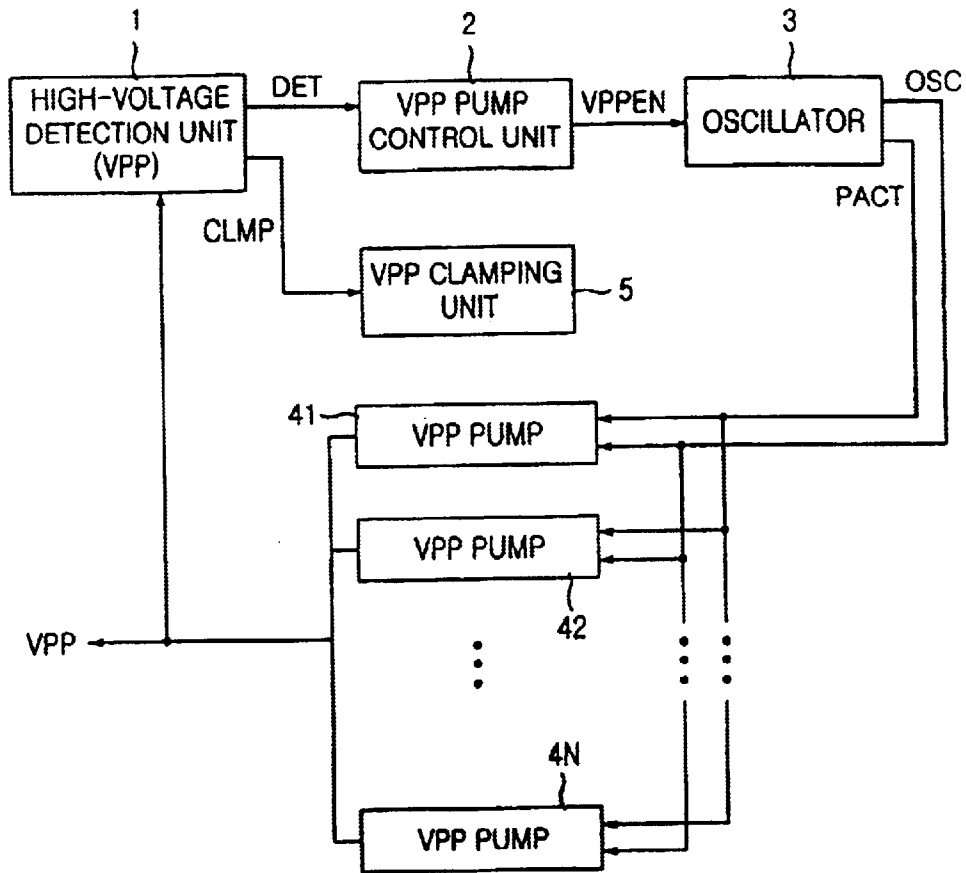 1
HIGH-VOLTAGE
DETECTION UNIT
(VPP)
DET
2
VPP PUMP
CONTROL UNIT
VPPEN
3
OSCILLATOR
OSC
PACT
CLMP
VPP CLAMPING
UNIT
5
41
VPP PUMP
VPP PUMP
42
VPP
4N
VPP PUMP